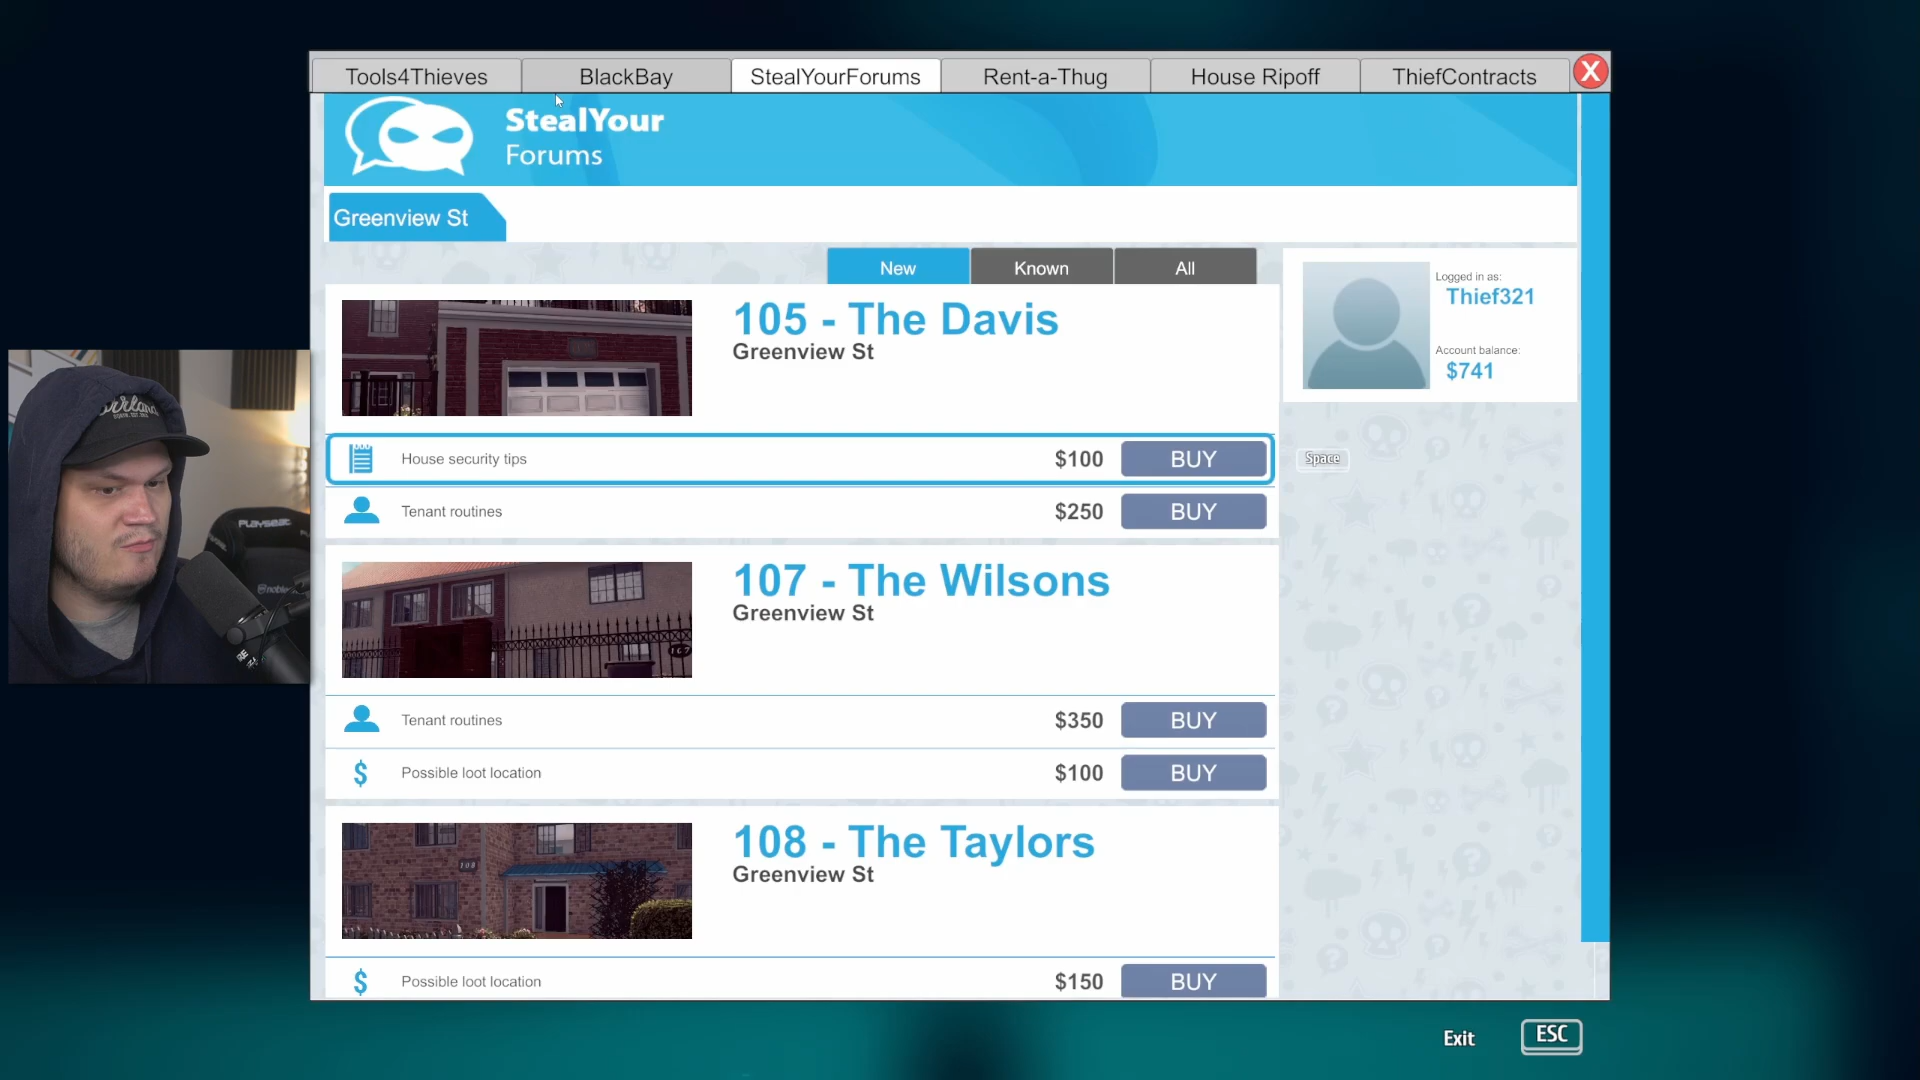 Tools4Thieves
BlackBay
StealYourForums
Rent-a-Thug
House Ripoff
ThiefContracts
X
StealYour
Forums
Greenview St
New
Known
All
Logged in as:
Thief321
Account balance:
$741
105 - The Davis
Greenview St
House security tips $100 BUY
Space
Tenant routines $250 BUY
107 - The Wilsons
Greenview St
107
Tenant routines $350 BUY
Possible loot location $100 BUY
108 - The Taylors
Greenview St
108
Possible loot location $150 BUY
PLAYSEAT
Exit
ESC